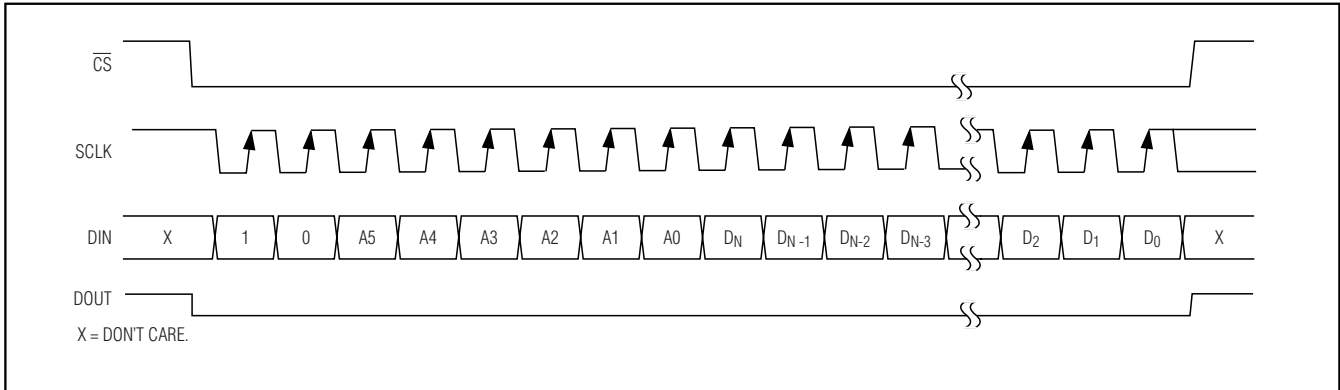 CS
SCLK
DIN X 1 0 A5 A4 A3 A2 A1 A0 DN DN-1 DN-2 DN-3 D2 D1 D0 X
DOUT
X = DON'T CARE.